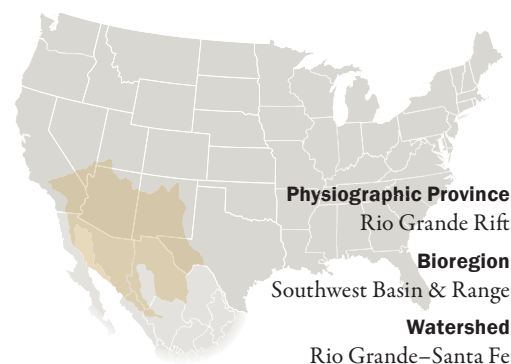 Physiographic Province
Rio Grande Rift
Bioregion
Southwest Basin & Range
Watershed
Rio Grande–Santa Fe